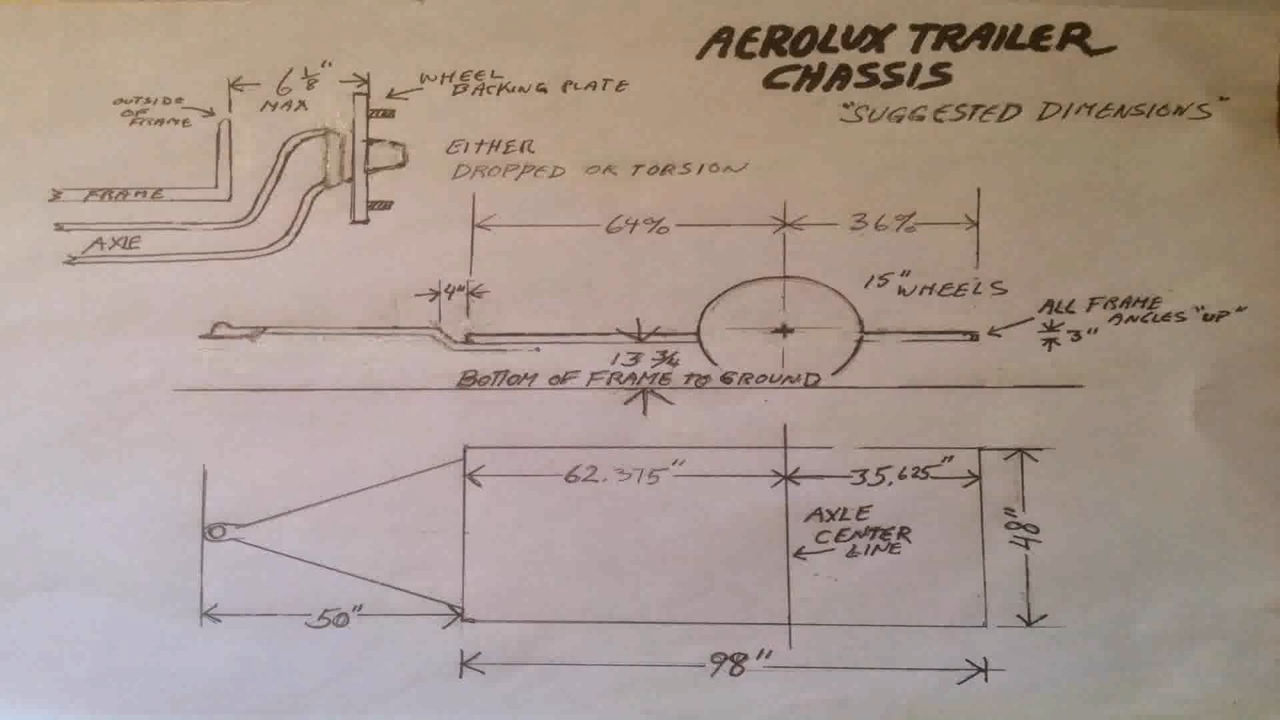 AEROLUX TRAILER
CHASSIS
"SUGGESTED DIMENSIONS"
6 1/8"
MAX
WHEEL
BACKING PLATE
OUTSIDE
OF
FRAME
EITHER
DROPPED OR TORSION
FRAME
AXLE
64%
36%
4"
15" WHEELS
ALL FRAME
ANGLES "UP"
3"
13 3/4
BOTTOM OF FRAME TO GROUND
62.375"
35.625"
AXLE
CENTER
LINE
48"
50"
98"